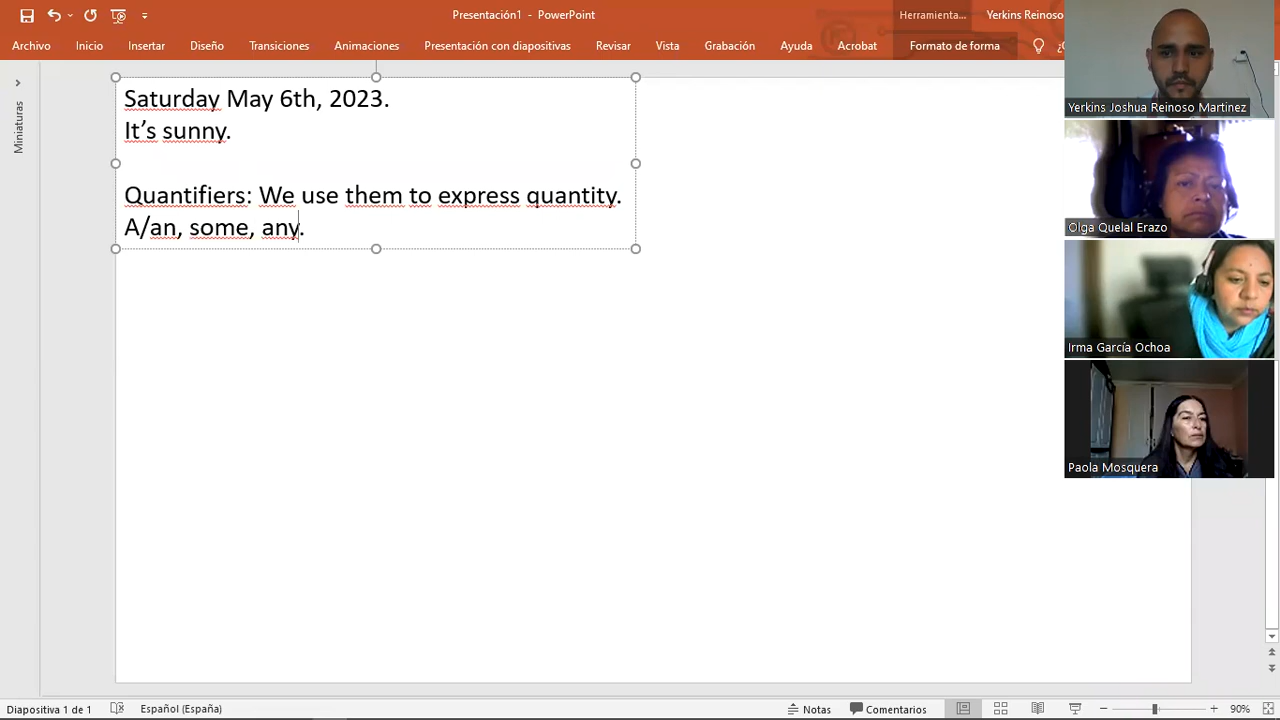 Presentación1 - PowerPoint
Herramienta...
Yerkins Reinoso
Archivo Inicio Insertar Diseño Transiciones Animaciones Presentación con diapositivas Revisar Vista Grabación Ayuda Acrobat Formato de forma
Miniaturas
Saturday May 6th, 2023.
It’s sunny.
Quantifiers: We use them to express quantity.
A/an, some, any.
Yerkins Joshua Reinoso Martinez
Olga Quelal Erazo
Irma García Ochoa
Paola Mosquera
Diapositiva 1 de 1 Español (España) Notas Comentarios 90%